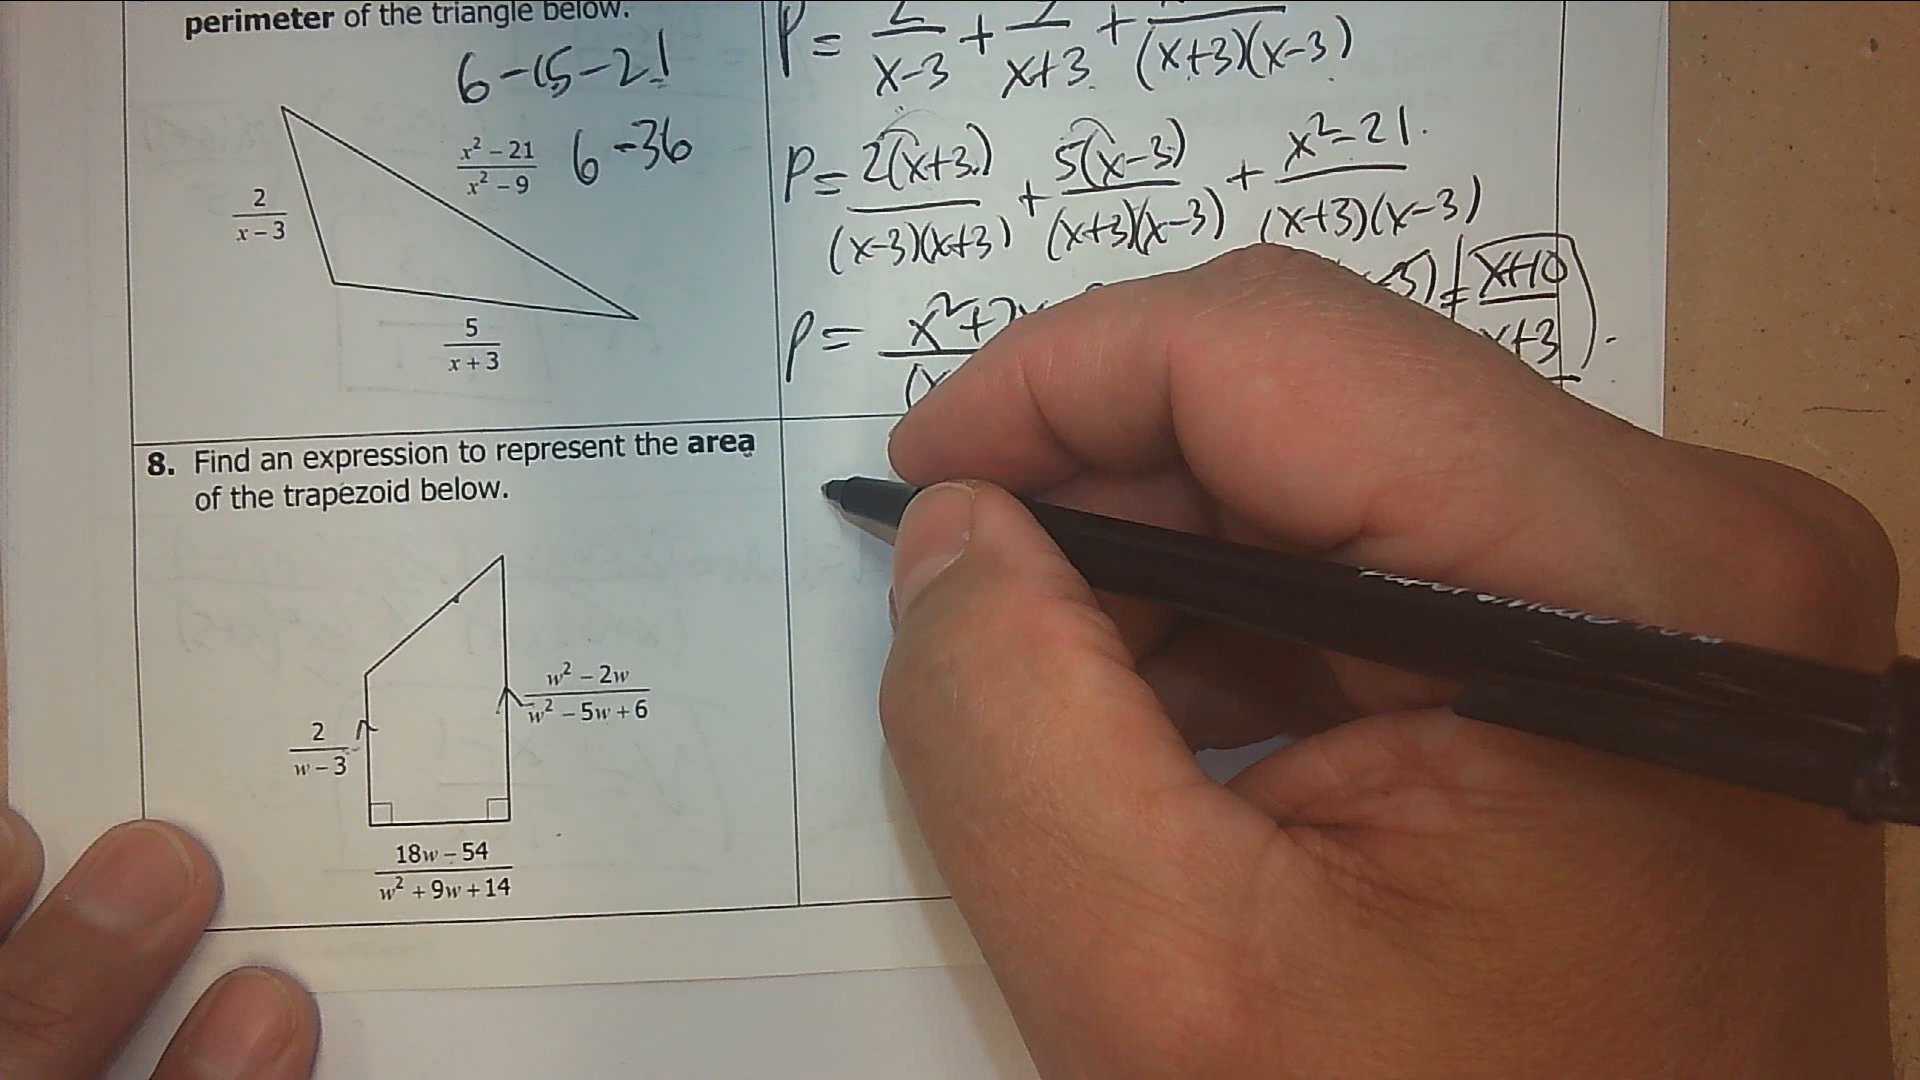 perimeter of the triangle below.
6-15-21
6-36
x² - 21
x² - 9
2
x - 3
5
x + 3
P =
x-3 + x+3 + (x+3)(x-3)
P = 2(x+3) + 5(x-3) + x²-21
(x-3)(x+3) (x+3)(x-3) (x+3)(x-3)
P = x²+7x
= x+10
x+3
8. Find an expression to represent the area
of the trapezoid below.
w² - 2w
w² - 5w + 6
2
w - 3
18w - 54
w² + 9w + 14